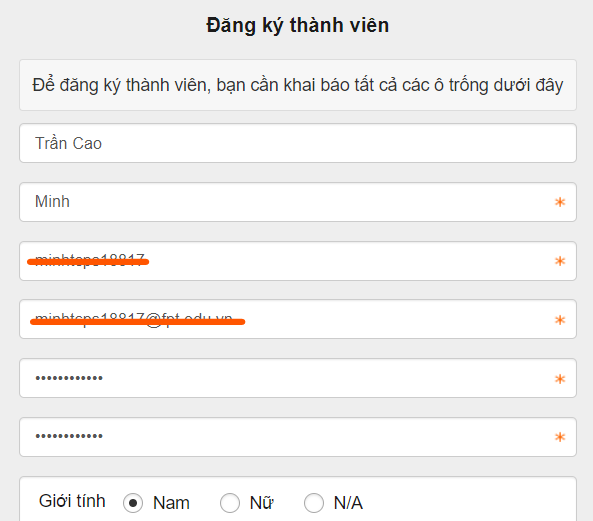 Đăng ký thành viên
Để đăng ký thành viên, bạn cần khai báo tất cả các ô trống dưới đây
Trần Cao
Minh
Giới tính Nam Nữ N/A